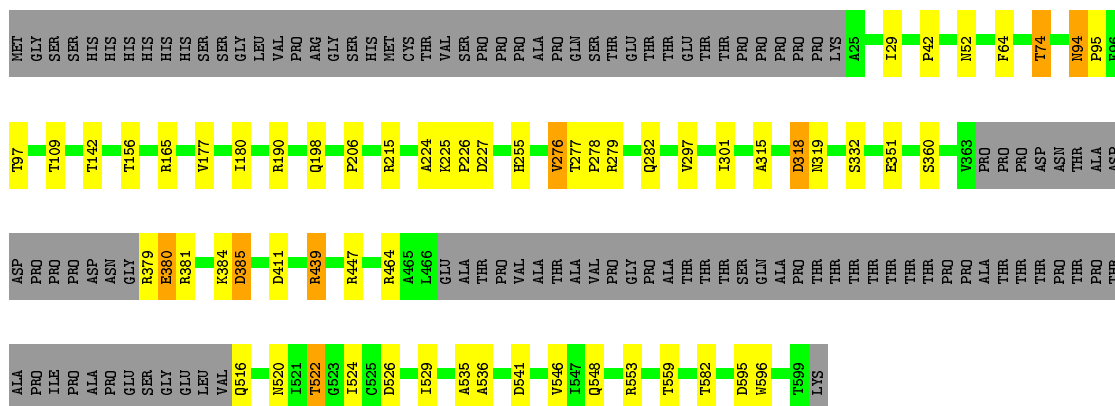 MET GLY SER SER HIS HIS HIS HIS HIS HIS SER SER GLY LEU VAL PRO ARG GLY SER HIS MET CYS THR VAL SER PRO PRO PRO ALA PRO GLN SER THR GLU THR THR GLU THR THR PRO PRO PRO PRO PRO LYS A25 I29 P42 N52 F64 T74 N94 P95 F96
T97 T109 T142 T156 R165 V177 I180 R190 Q198 P206 R215 A224 K225 P226 D227 H255 V276 T277 P278 R279 Q282 V297 I301 A315 D318 N319 S332 E351 S360 V363 PRO PRO PRO ASP ASN THR ALA ASP
ASP PRO PRO PRO ASP ASN GLY R379 E380 R381 K384 D385 D411 R439 R447 R464 A465 L466 GLU ALA THR PRO VAL ALA THR ALA VAL PRO GLY PRO ALA THR THR THR SER GLN ALA PRO THR THR THR THR THR THR THR PRO PRO ALA THR THR THR PRO THR PRO THR
ALA PRO ILE PRO ALA PRO GLU SER GLY GLU LEU VAL Q516 N520 I521 T522 G523 I524 C525 D526 I529 A535 A536 D541 V546 I547 Q548 R553 T559 T582 D595 W596 T599 LYS